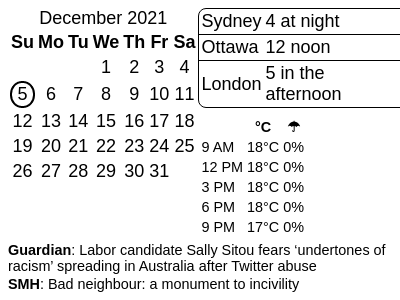 December 2021
Su Mo Tu We Th Fr Sa
1 2 3 4
5 6 7 8 9 10 11
12 13 14 15 16 17 18
19 20 21 22 23 24 25
26 27 28 29 30 31
Sydney 4 at night
Ottawa 12 noon
London 5 in the
afternoon
°C ☂
9 AM 18°C 0%
12 PM 18°C 0%
3 PM 18°C 0%
6 PM 18°C 0%
9 PM 17°C 0%
Guardian: Labor candidate Sally Sitou fears ‘undertones of
racism’ spreading in Australia after Twitter abuse
SMH: Bad neighbour: a monument to incivility